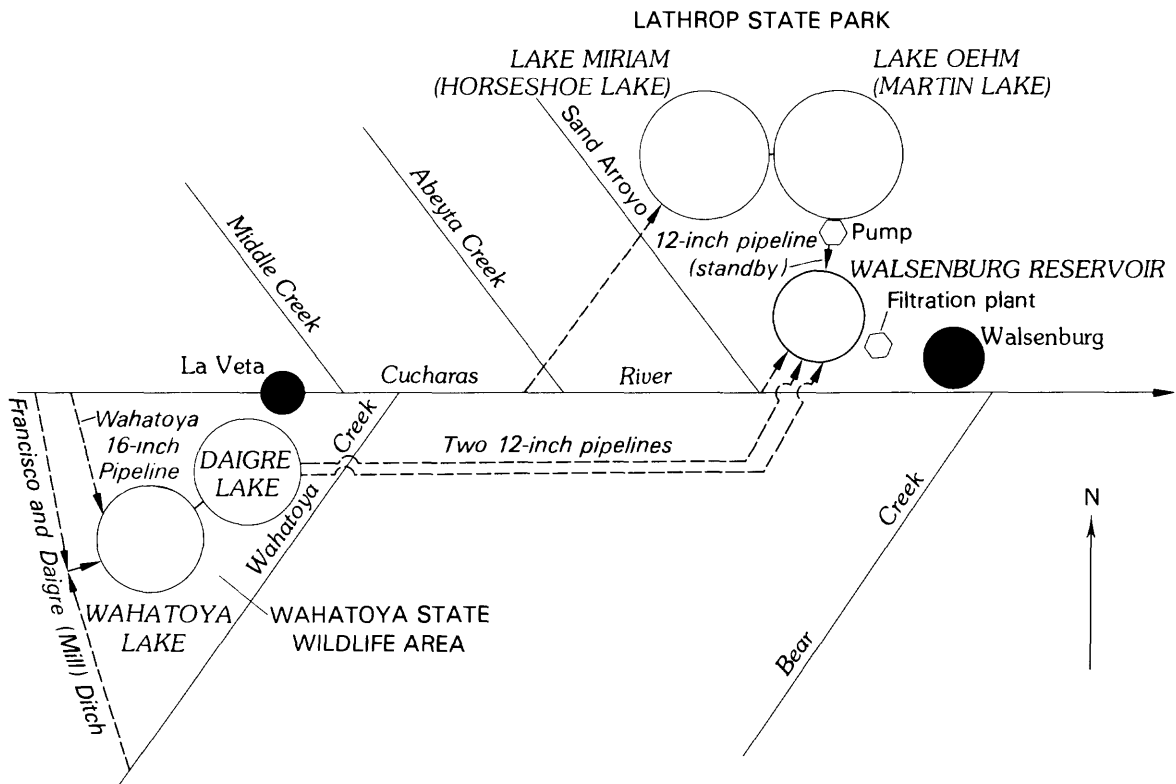 LATHROP STATE PARK
LAKE MIRIAM
(HORSESHOE LAKE)
LAKE OEHM
(MARTIN LAKE)
Sand Arroyo
Abeyta Creek
Middle Creek
12-inch pipeline
(standby)
Pump
WALSENBURG RESERVOIR
Filtration plant
Walsenburg
La Veta
Cucharas
River
Francisco and Daigre (Mill) Ditch
Wahatoya
16-inch
Pipeline
DAIGRE
LAKE
Wahatoya Creek
Two 12-inch pipelines
WAHATOYA
LAKE
WAHATOYA STATE
WILDLIFE AREA
Bear Creek
N